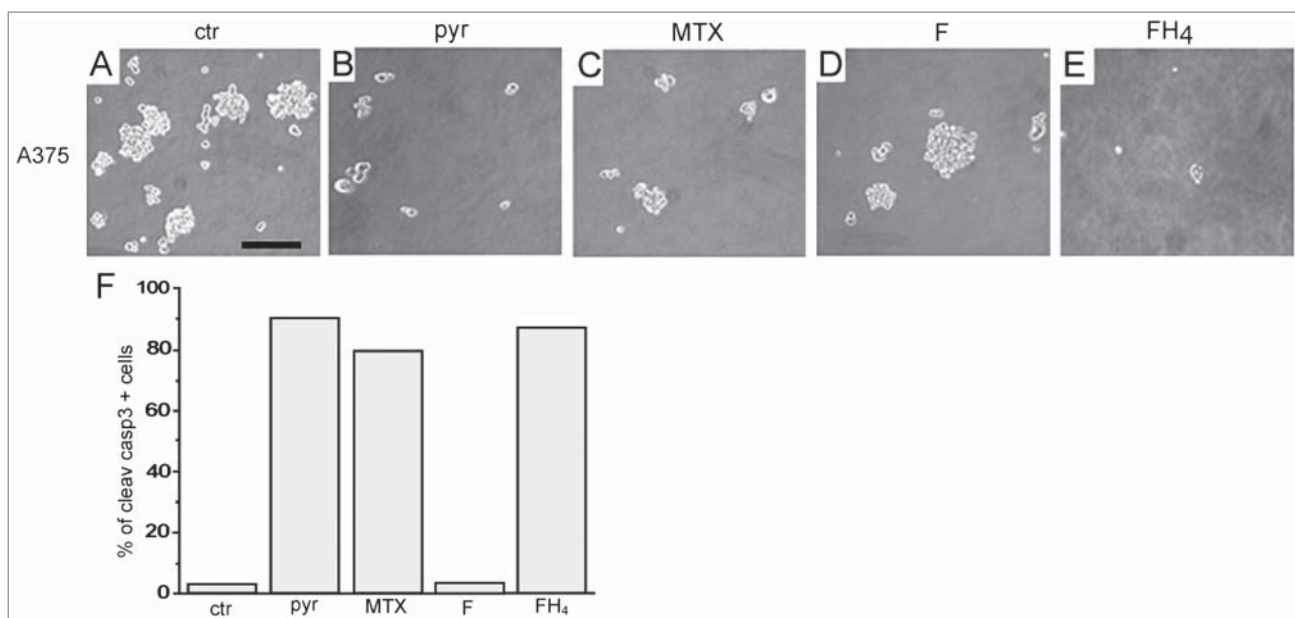 ctr pyr MTX F FH4
A B C D E
A375
F
% of cleav casp3 + cells
100
80
60
40
20
0
ctr pyr MTX F FH4